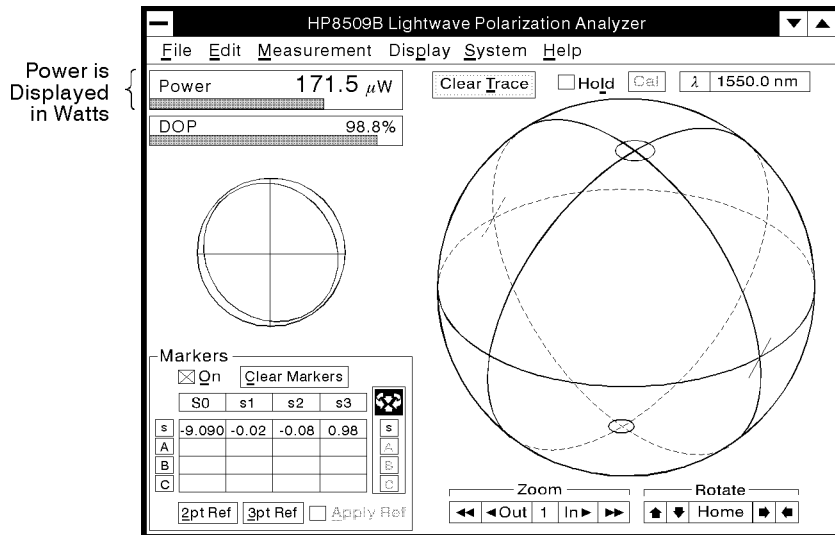 HP8509B Lightwave Polarization Analyzer
File Edit Measurement Display System Help
Power is
Displayed
in Watts
Power 171.5 μW
DOP 98.8%
Clear Trace Hold Cal λ 1550.0 nm
Markers
On Clear Markers
S0 s1 s2 s3
s -9.090 -0.02 -0.08 0.98 s
A A
B B
C C
2pt Ref 3pt Ref Apply Ref
Zoom
Out 1 In
Rotate
Home